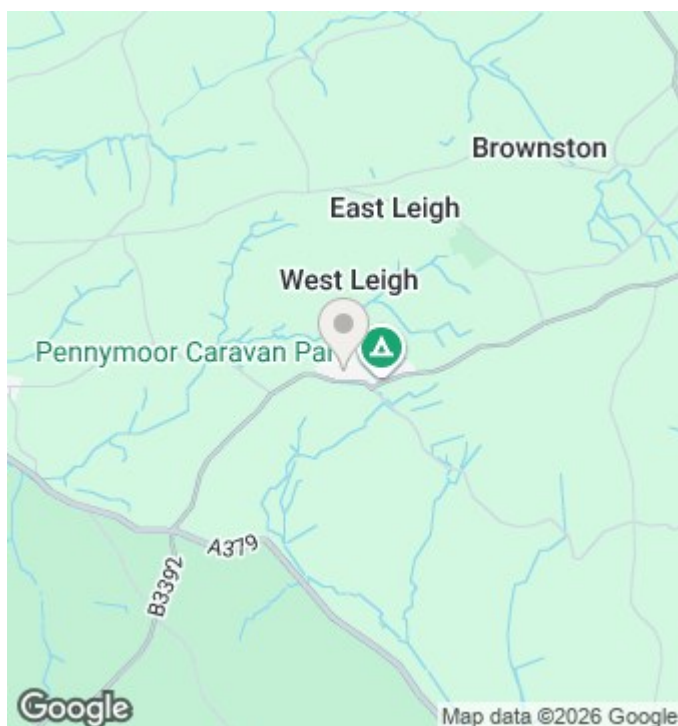 Brownston
East Leigh
West Leigh
Pennymoor Caravan Par
A379
B3392
Google
Map data ©2026 Google